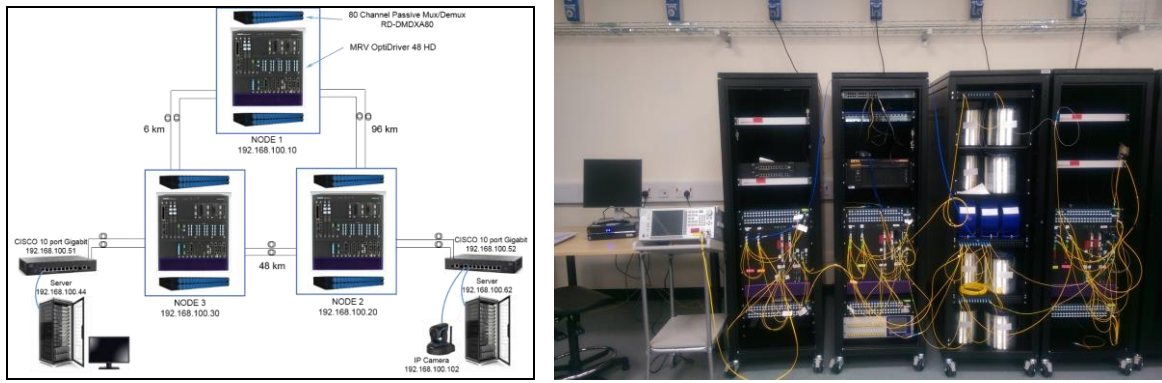 80 Channel Passive Mux/Demux
RD-DMDXA80
MRV OptiDriver 48 HD
6 km
96 km
NODE 1
192.168.100.10
CISCO 10 port Gigabit
192.168.100.51
CISCO 10 port Gigabit
192.168.100.52
48 km
Server
192.168.100.44
Server
192.168.100.62
NODE 3
192.168.100.30
NODE 2
192.168.100.20
IP Camera
192.168.100.102